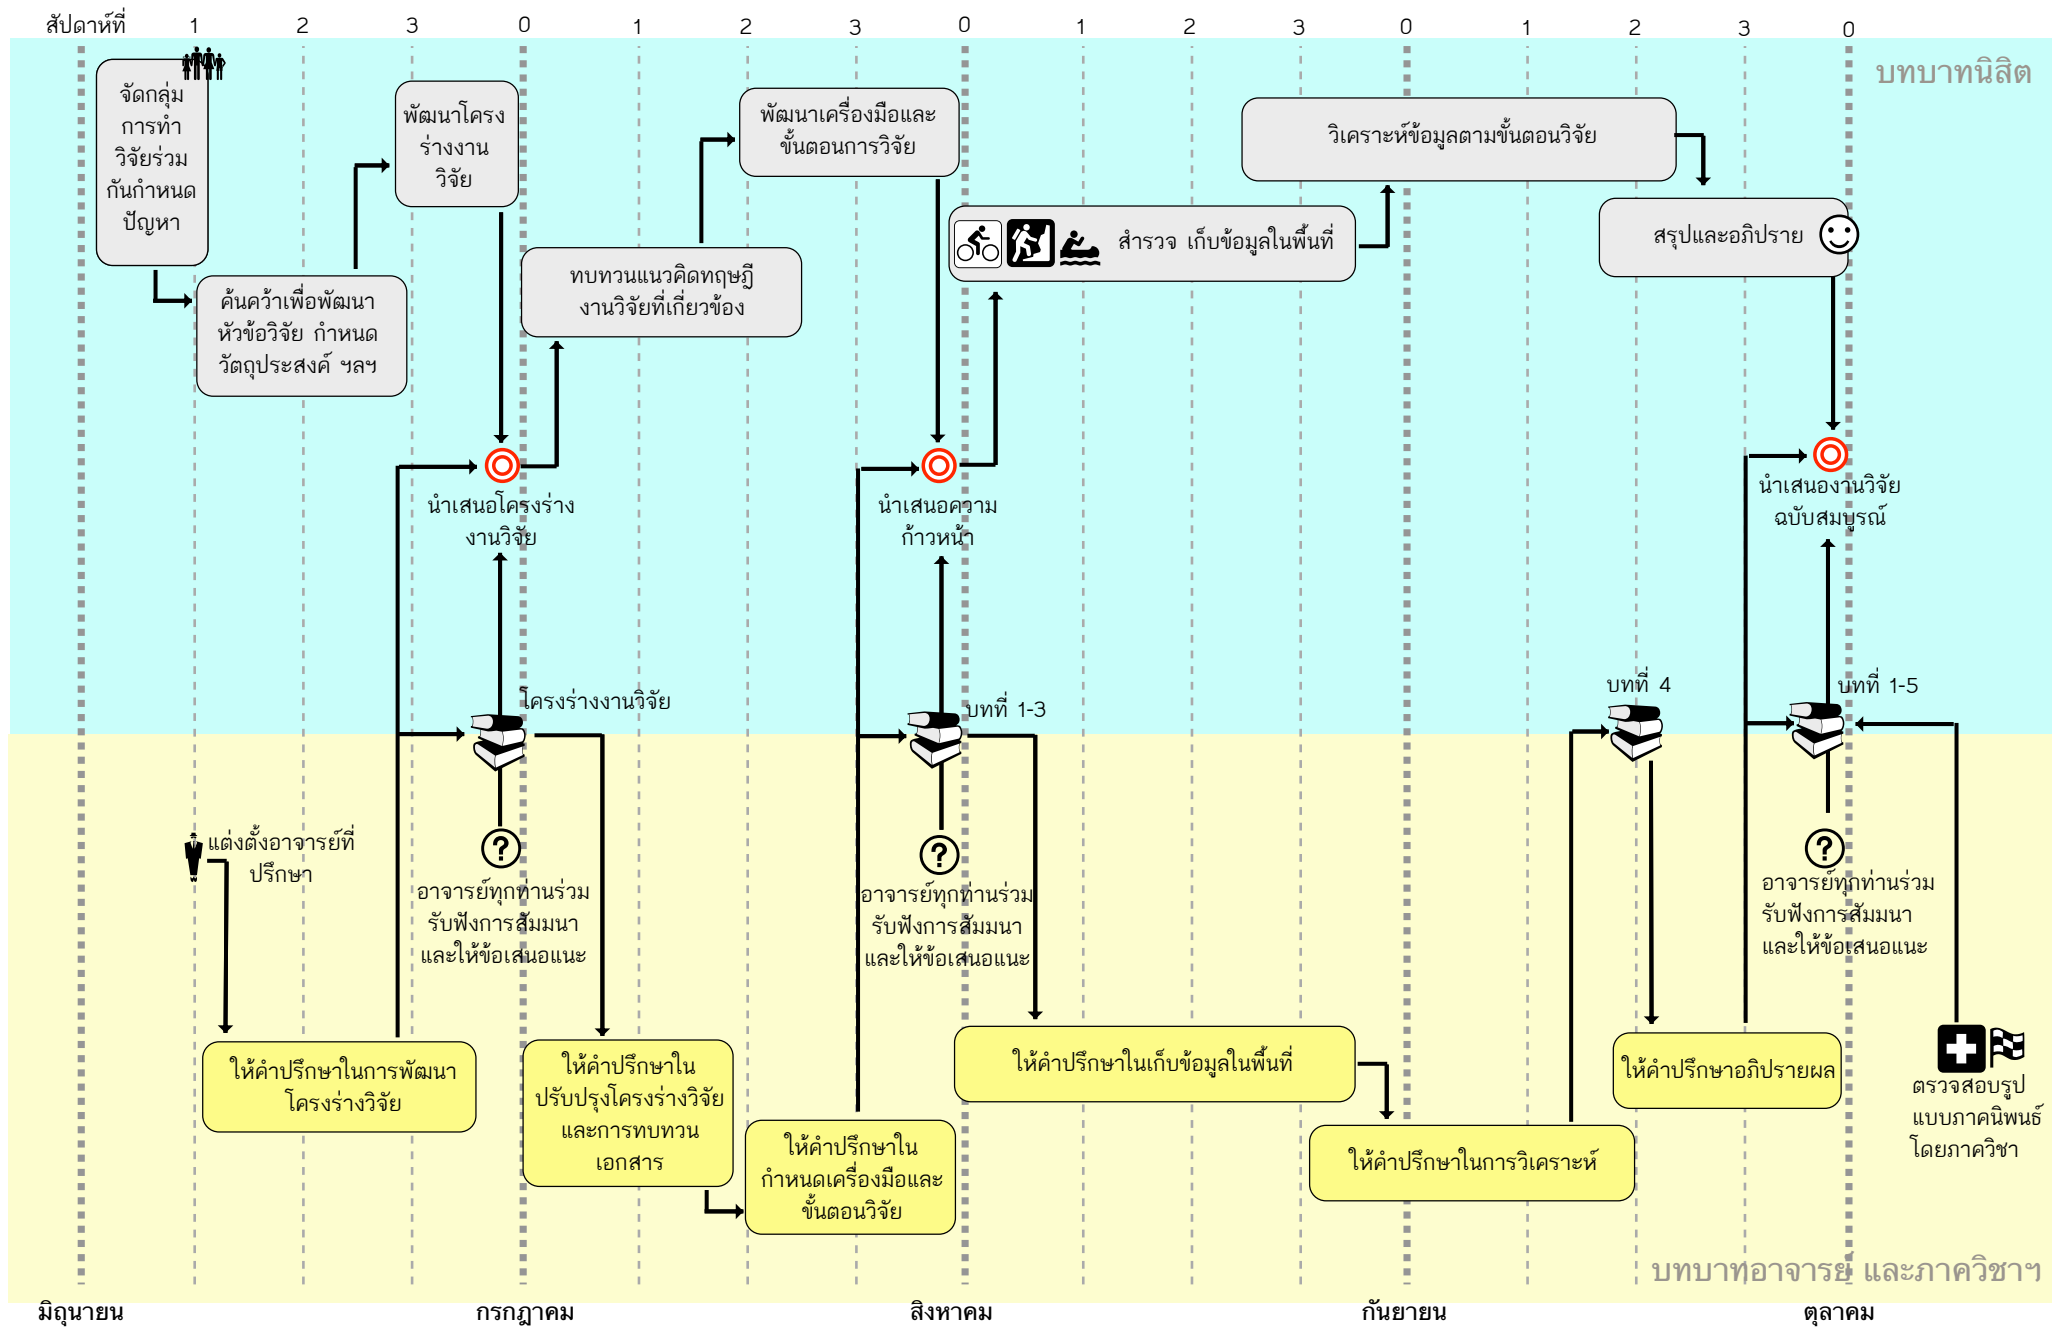 สัปดาห์ที่ 1 2 3 0 1 2 3 0 1 2 3 0 1 2 3 0
บทบาทนิสิต
จัดกลุ่ม
การทำ
วิจัยร่วม
กันกำหนด
ปัญหา
ค้นคว้าเพื่อพัฒนา
หัวข้อวิจัย กำหนด
วัตถุประสงค์ ฯลฯ
พัฒนาโครง
ร่างงาน
วิจัย
ทบทวนแนวคิดทฤษฎี
งานวิจัยที่เกี่ยวข้อง
พัฒนาเครื่องมือและ
ขั้นตอนการวิจัย
สำรวจ เก็บข้อมูลในพื้นที่
วิเคราะห์ข้อมูลตามขั้นตอนวิจัย
สรุปและอภิปราย
นำเสนอโครงร่าง
งานวิจัย
นำเสนอความ
ก้าวหน้า
นำเสนองานวิจัย
ฉบับสมบูรณ์
โครงร่างงานวิจัย
บทที่ 1-3
บทที่ 4
บทที่ 1-5
แต่งตั้งอาจารย์ที่
ปรึกษา
?
อาจารย์ทุกท่านร่วม
รับฟังการสัมมนา
และให้ข้อเสนอแนะ
?
อาจารย์ทุกท่านร่วม
รับฟังการสัมมนา
และให้ข้อเสนอแนะ
?
อาจารย์ทุกท่านร่วม
รับฟังการสัมมนา
และให้ข้อเสนอแนะ
ให้คำปรึกษาในการพัฒนา
โครงร่างวิจัย
ให้คำปรึกษาใน
ปรับปรุงโครงร่างวิจัย
และการทบทวน
เอกสาร
ให้คำปรึกษาใน
กำหนดเครื่องมือและ
ขั้นตอนวิจัย
ให้คำปรึกษาในเก็บข้อมูลในพื้นที่
ให้คำปรึกษาในการวิเคราะห์
ให้คำปรึกษาอภิปรายผล
ตรวจสอบรูป
แบบภาคนิพนธ์
โดยภาควิชา
บทบาทอาจารย์ และภาควิชาฯ
มิถุนายน กรกฎาคม สิงหาคม กันยายน ตุลาคม